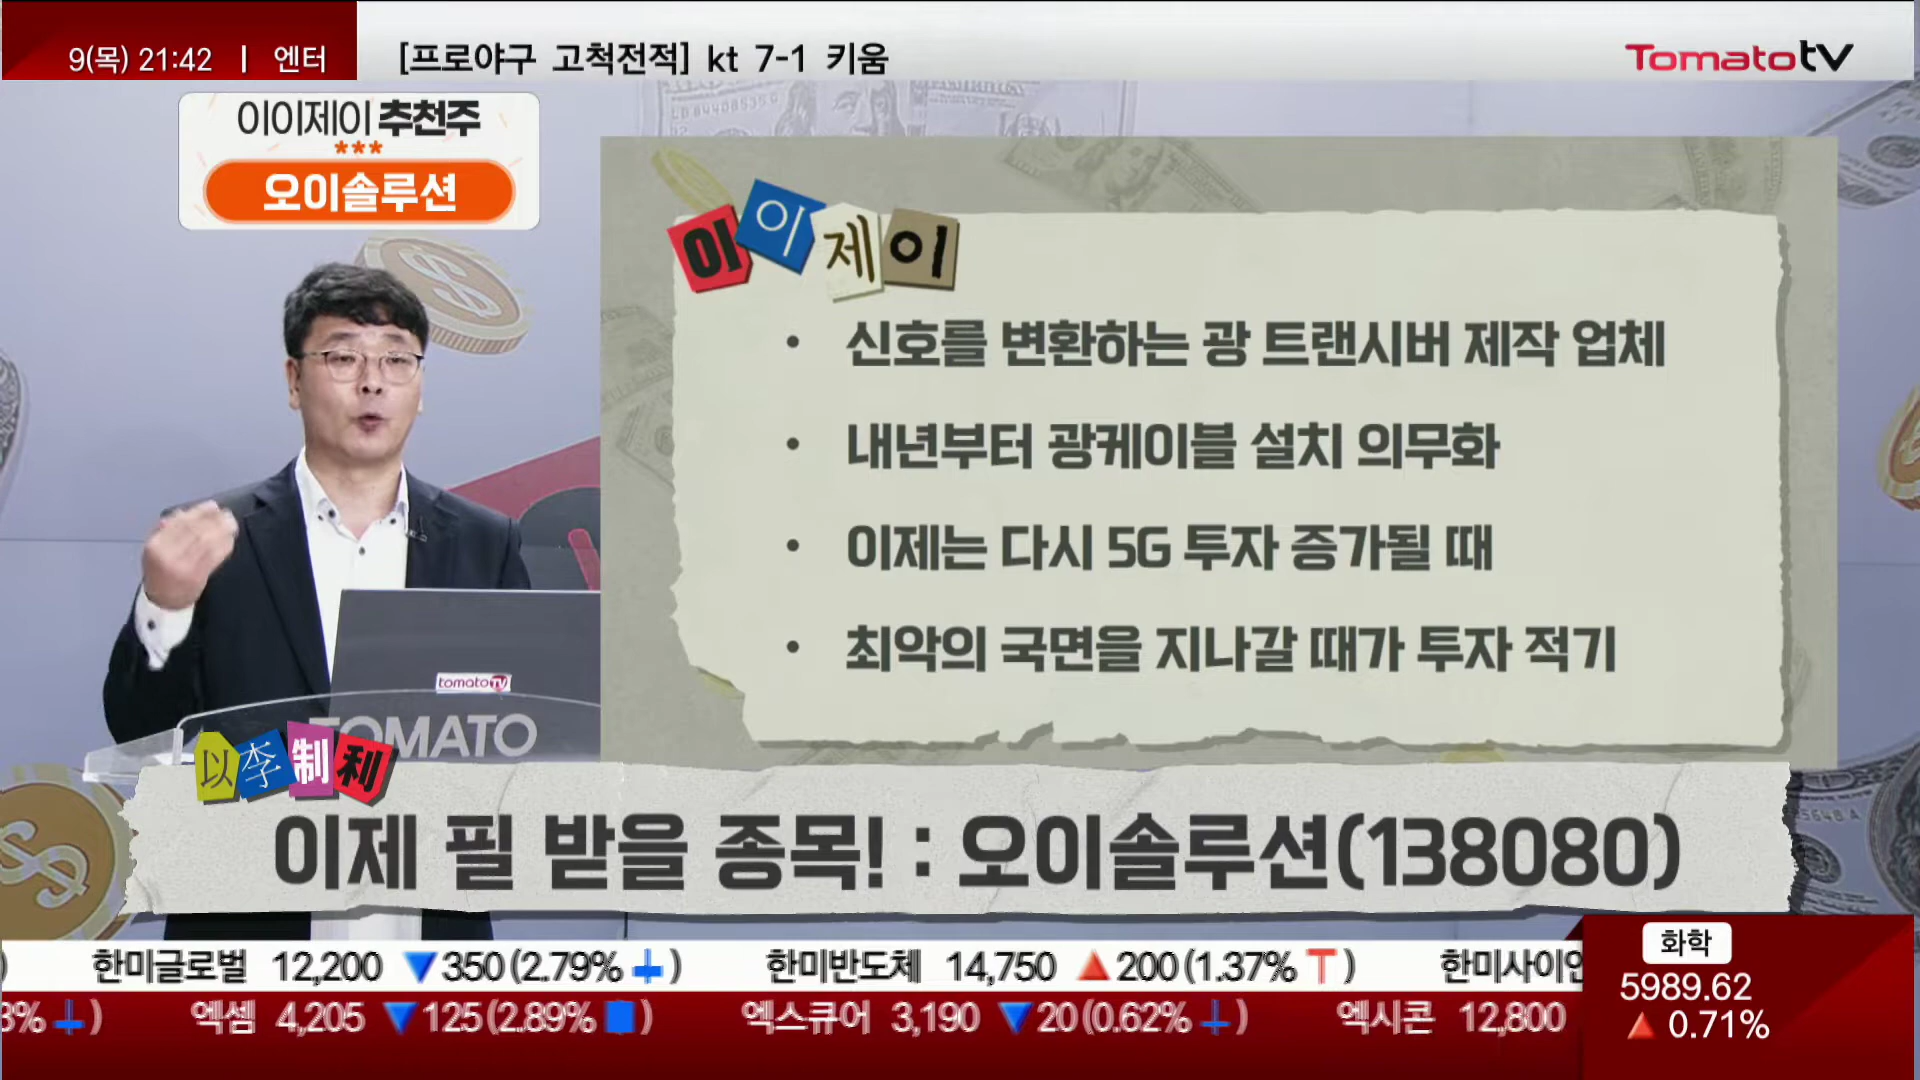 9(목) 21:42 | 엔터
[프로야구 고척전적] kt 7-1 키움
Tomato tv
이이제이 추천주
***
오이솔루션
이이제이
• 신호를 변환하는 광 트랜시버 제작 업체
• 내년부터 광케이블 설치 의무화
• 이제는 다시 5G 투자 증가될 때
• 최악의 국면을 지나갈 때가 투자 적기
tomatoTV
TOMATO
以李制利
이제 필 받을 종목! : 오이솔루션(138080)
) 한미글로벌 12,200 ▼350(2.79%↓) 한미반도체 14,750 ▲200(1.37%↑) 한미사이언
3%↓) 엑셈 4,205 ▼125(2.89%■) 엑스큐어 3,190 ▼20(0.62%↓) 엑시콘 12,800
화학
5989.62
▲ 0.71%